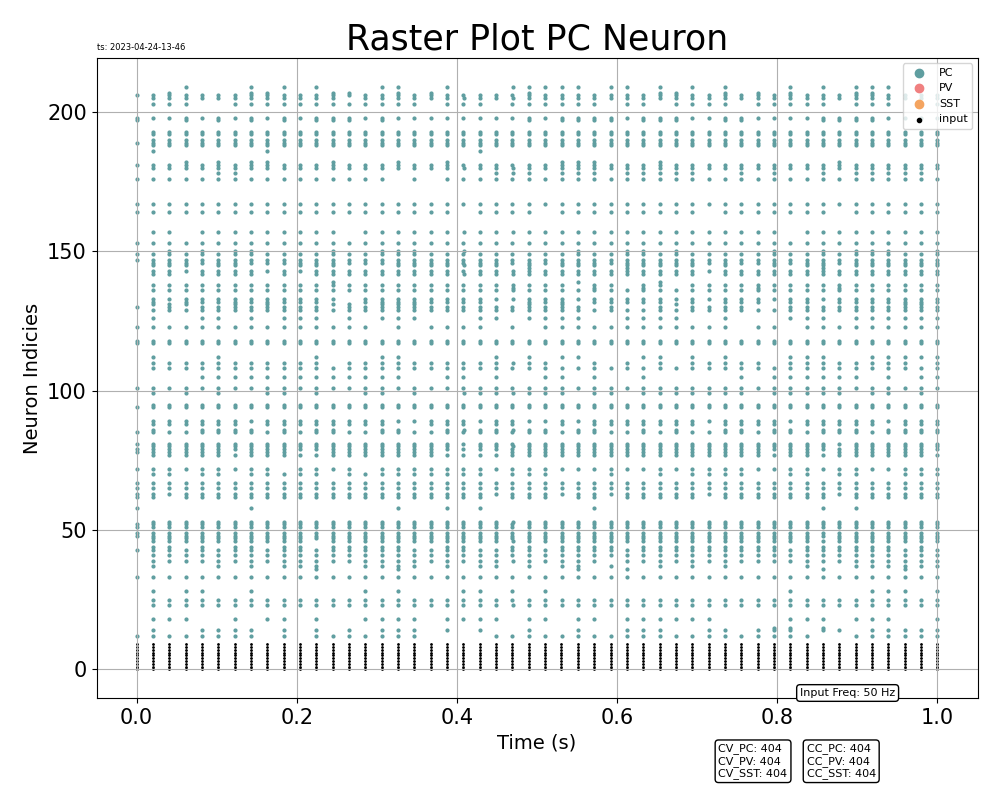 Raster Plot PC Neuron
ts: 2023-04-24-13-46
PC
PV
SST
input
200
150
100
50
0
Neuron Indicies
0.0 0.2 0.4 0.6 0.8 1.0
Input Freq: 50 Hz
Time (s)
CV_PC: 404
CV_PV: 404
CV_SST: 404
CC_PC: 404
CC_PV: 404
CC_SST: 404